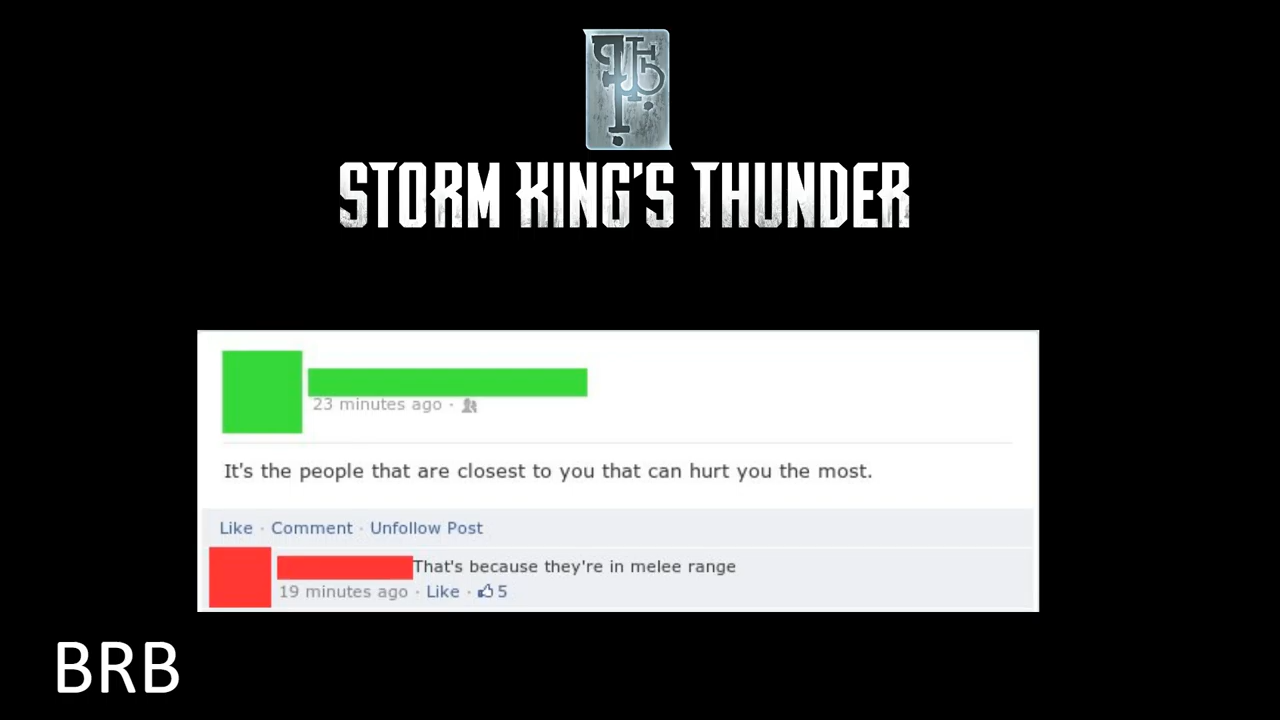 STORM KING'S THUNDER
23 minutes ago ·
It's the people that are closest to you that can hurt you the most.
Like · Comment · Unfollow Post
That's because they're in melee range
19 minutes ago · Like · 5
BRB